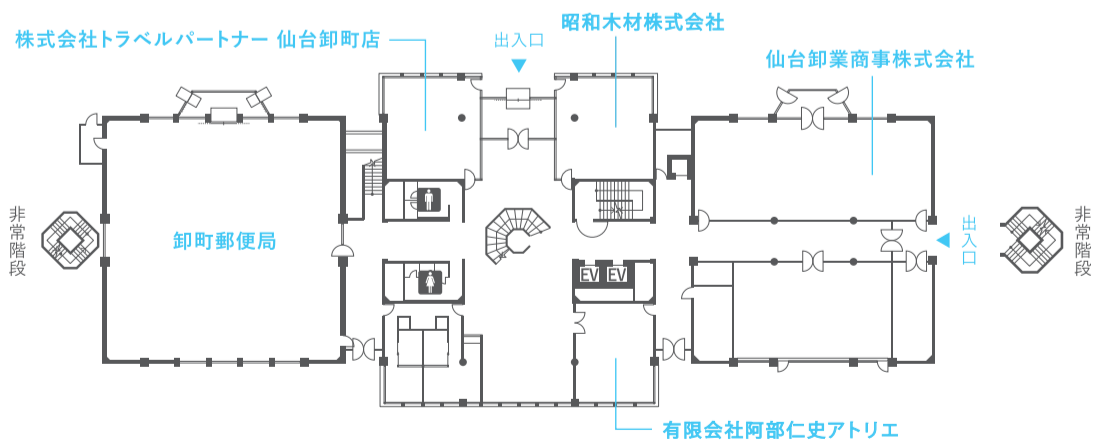 昭和木材株式会社
株式会社トラベルパートナー 仙台卸町店
出入口
仙台卸業商事株式会社
非常階段
卸町郵便局
出入口
非常階段
EV EV
有限会社阿部仁史アトリエ